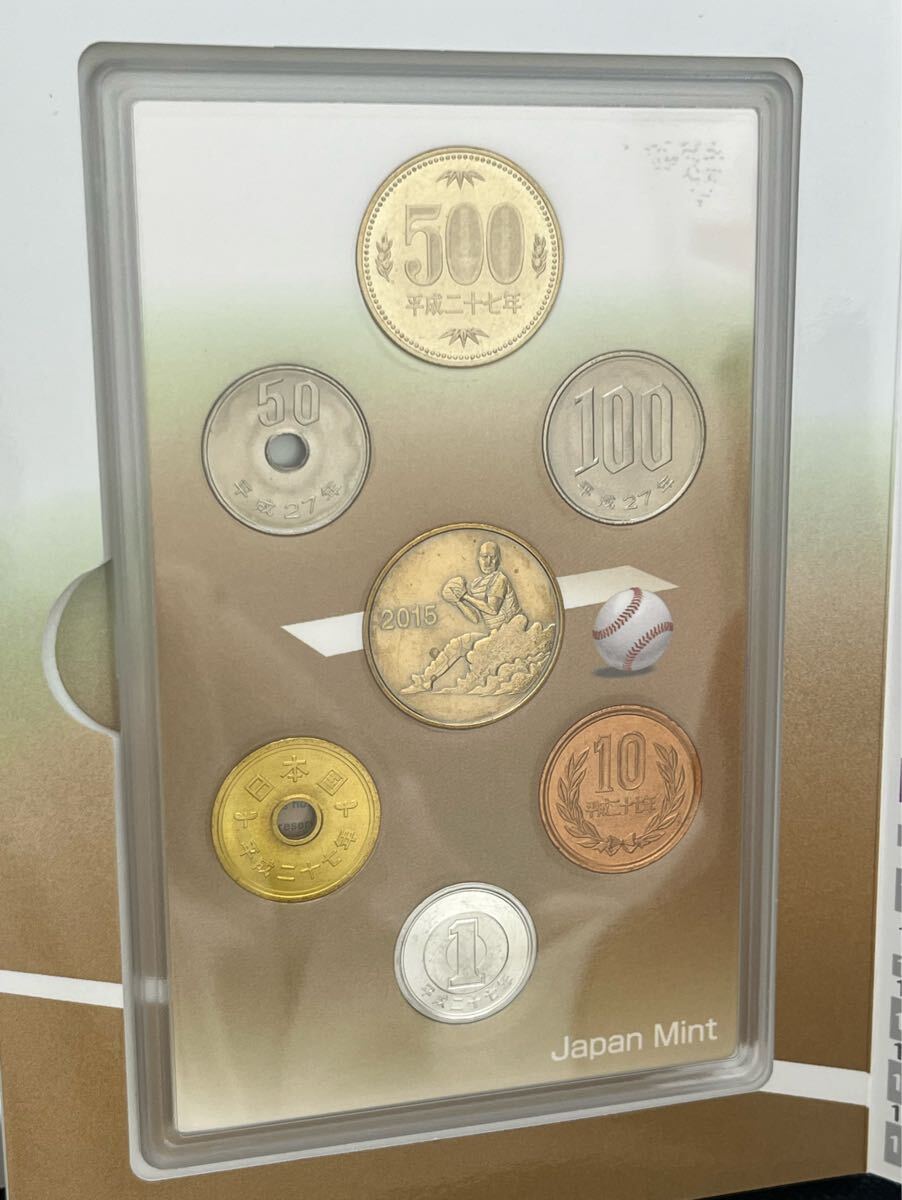 500
平成二十七年
50
平成27年
100
平成27年
2015
日本国
平成二十七年
10
平成二十七年
1
平成二十七年
Japan Mint